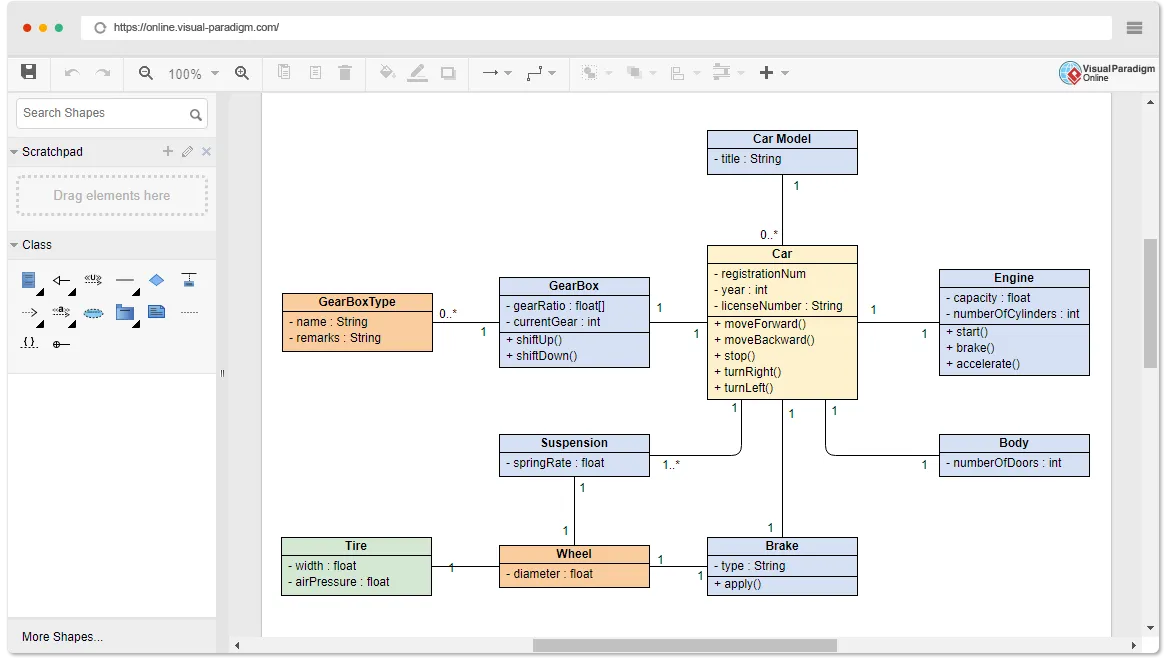 https://online.visual-paradigm.com/
100%
Visual Paradigm
Online
Search Shapes
Scratchpad
Drag elements here
Class
«U»
«a»
{ }
More Shapes...
Car Model
- title : String
1
0..*
Car
- registrationNum
- year : int
- licenseNumber : String
+ moveForward()
+ moveBackward()
+ stop()
+ turnRight()
+ turnLeft()
GearBoxType
- name : String
- remarks : String
0..*
1
GearBox
- gearRatio : float[]
- currentGear : int
+ shiftUp()
+ shiftDown()
1
1
1
1
Engine
- capacity : float
- numberOfCylinders : int
+ start()
+ brake()
+ accelerate()
1
1
1
Suspension
- springRate : float
1..*
1
Body
- numberOfDoors : int
1
1
1
Tire
- width : float
- airPressure : float
1
Wheel
- diameter : float
1
1
Brake
- type : String
+ apply()